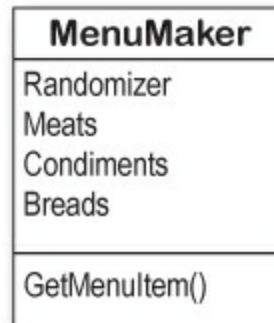 MenuMaker
Randomizer
Meats
Condiments
Breads
GetMenuItem()